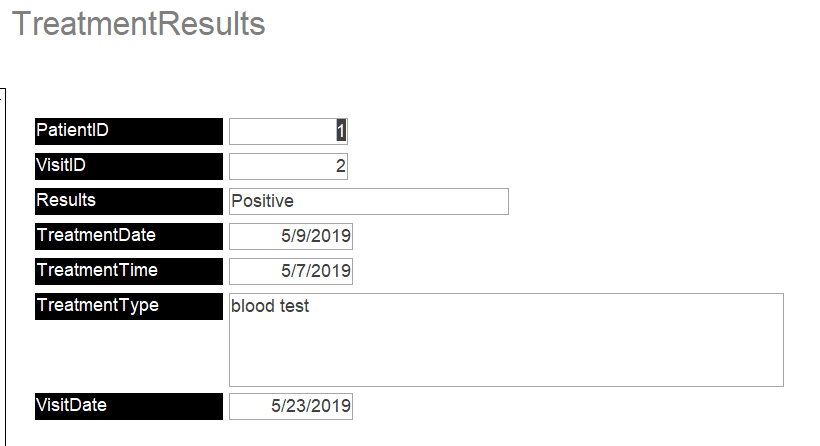 TreatmentResults
PatientID 1
VisitID 2
Results Positive
TreatmentDate 5/9/2019
TreatmentTime 5/7/2019
TreatmentType blood test
VisitDate 5/23/2019